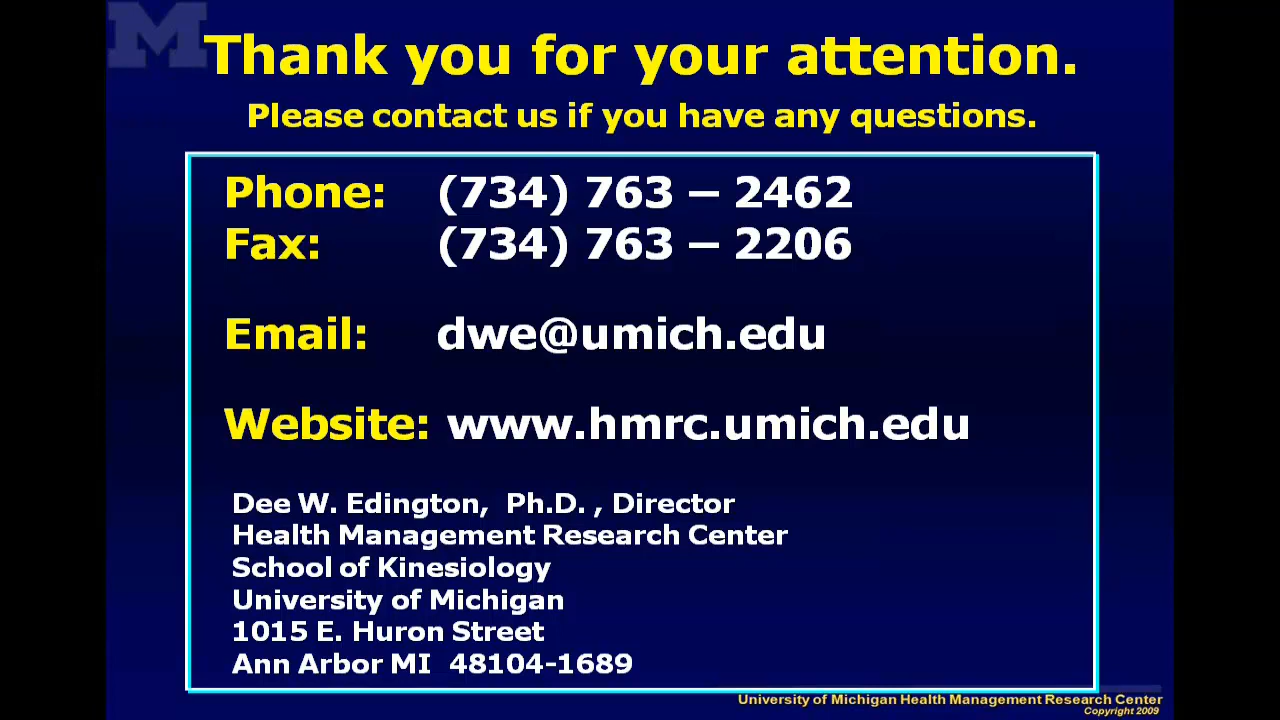 M
Thank you for your attention.
Please contact us if you have any questions.
Phone: (734) 763 – 2462
Fax: (734) 763 – 2206
Email: dwe@umich.edu
Website: www.hmrc.umich.edu
Dee W. Edington, Ph.D. , Director
Health Management Research Center
School of Kinesiology
University of Michigan
1015 E. Huron Street
Ann Arbor MI 48104-1689
University of Michigan Health Management Research Center
Copyright 2009